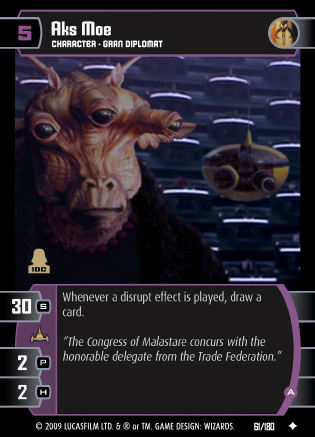 5
Aks Moe
CHARACTER • GRAN DIPLOMAT
IDC
30 S
2 P
2 H
Whenever a disrupt effect is played, draw a
card.
"The Congress of Malastare concurs with the
honorable delegate from the Trade Federation."
A
© 2009 LUCASFILM LTD. & ® or TM. GAME DESIGN: WIZARDS. 61/180